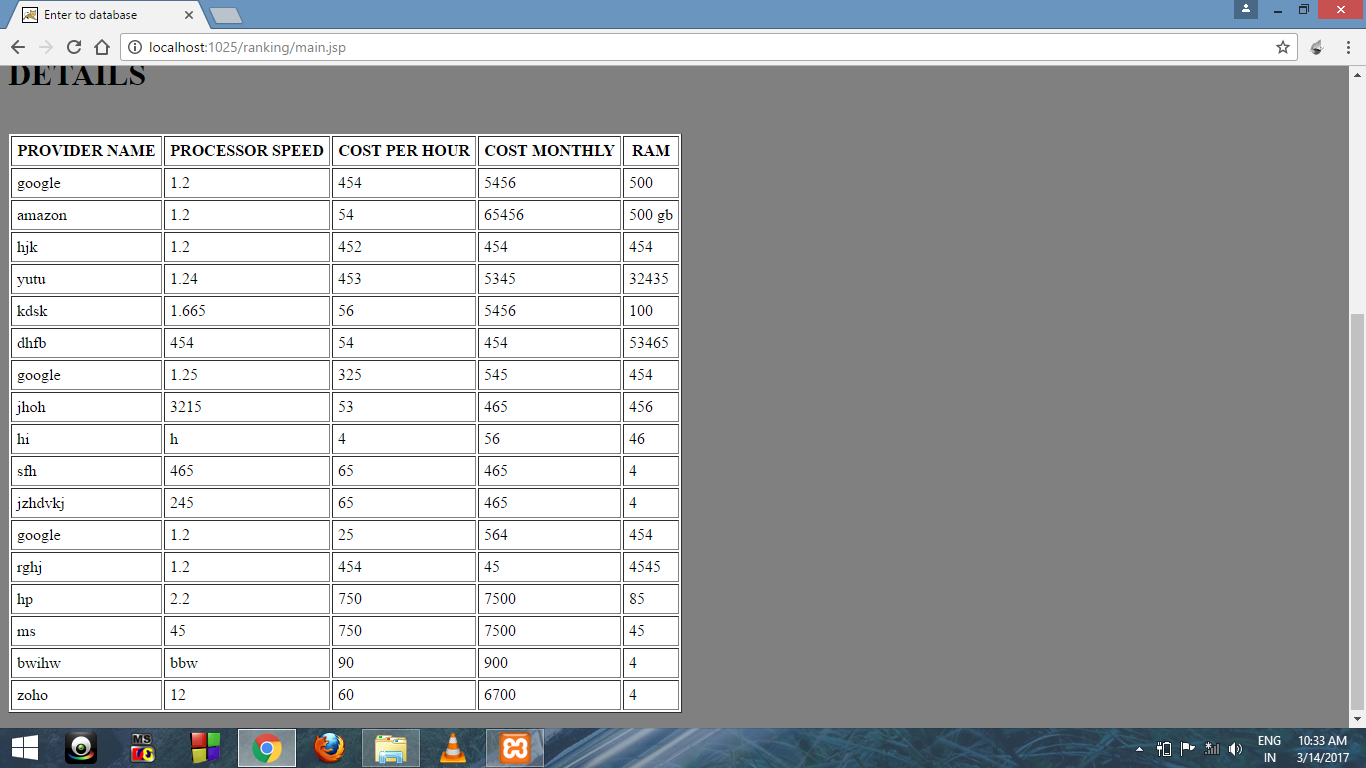 Enter to database
localhost:1025/ranking/main.jsp
DETAILS
PROVIDER NAME PROCESSOR SPEED COST PER HOUR COST MONTHLY RAM
google 1.2 454 5456 500
amazon 1.2 54 65456 500 gb
hjk 1.2 452 454 454
yutu 1.24 453 5345 32435
kdsk 1.665 56 5456 100
dhfb 454 54 454 53465
google 1.25 325 545 454
jhoh 3215 53 465 456
hi h 4 56 46
sfh 465 65 465 4
jzhdvkj 245 65 465 4
google 1.2 25 564 454
rghj 1.2 454 45 4545
hp 2.2 750 7500 85
ms 45 750 7500 45
bwihw bbw 90 900 4
zoho 12 60 6700 4
MS
ENG 10:33 AM
IN 3/14/2017